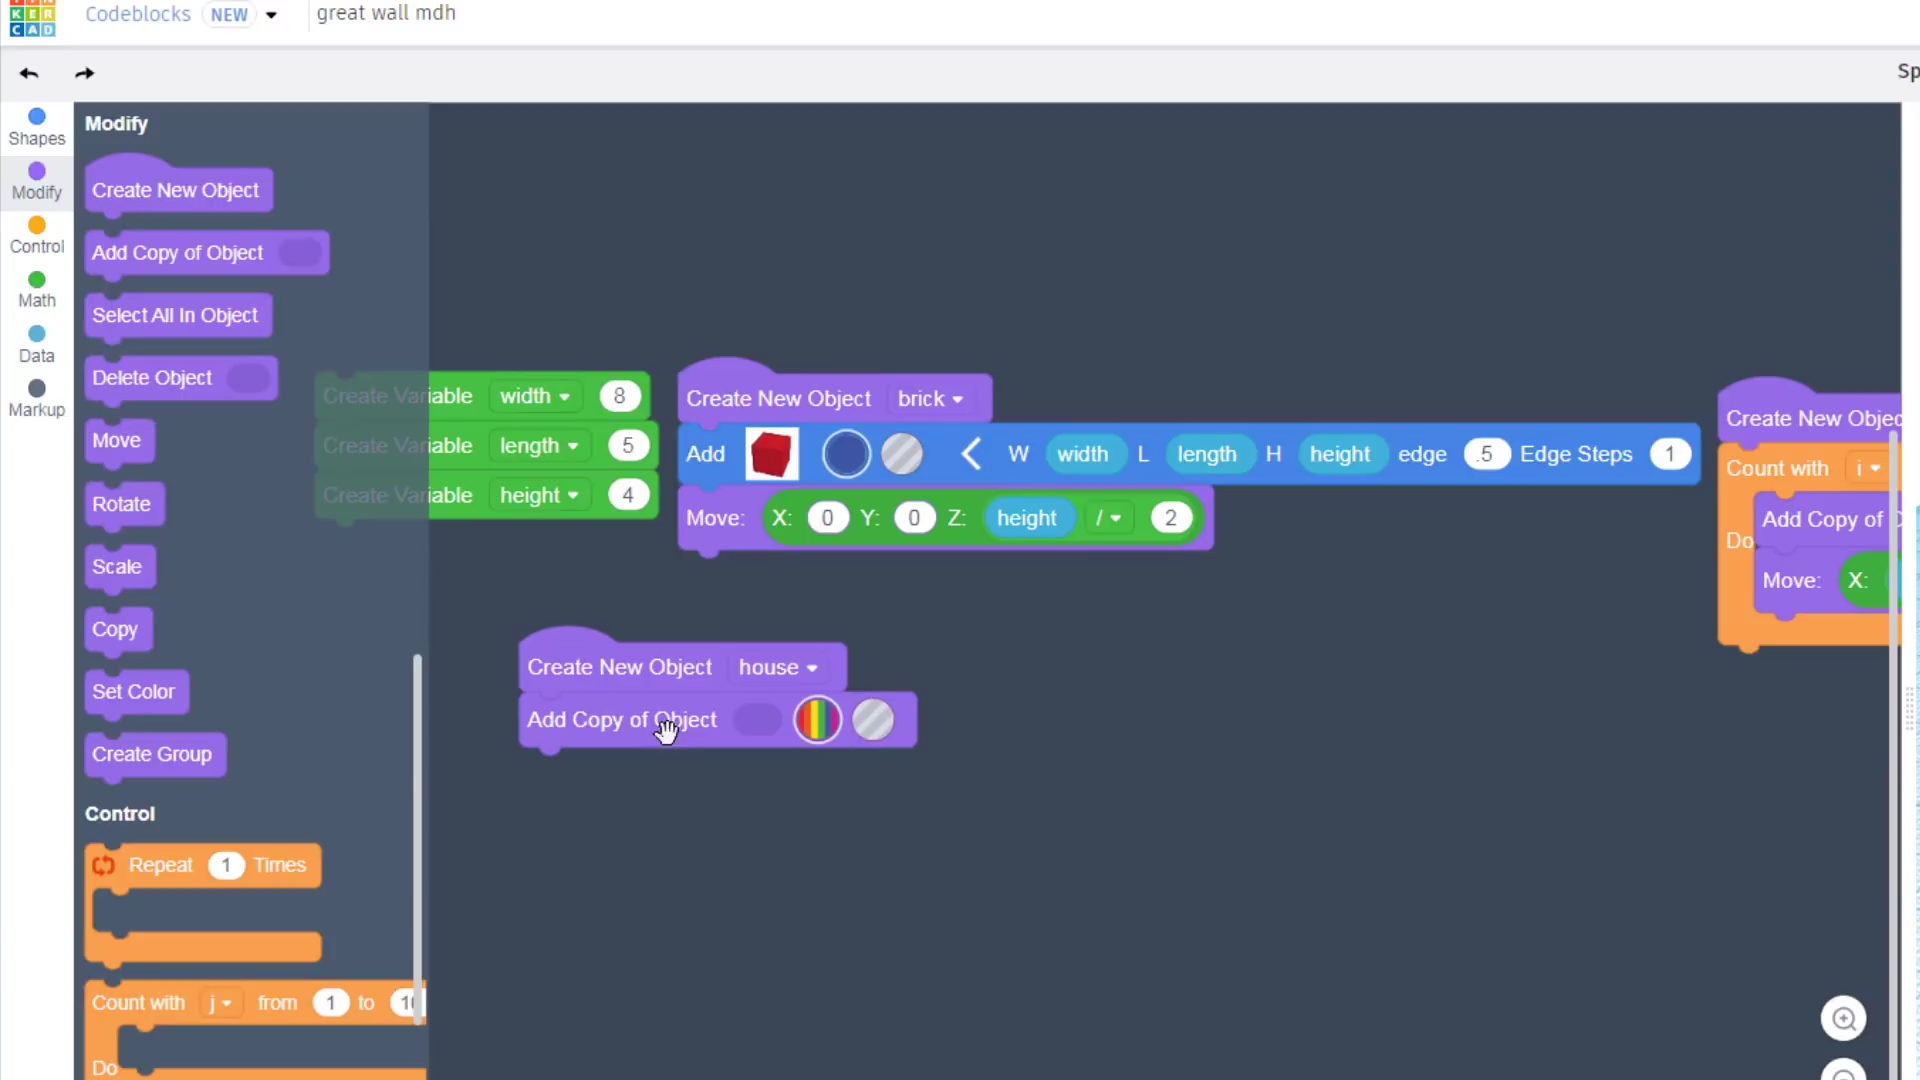 KER
CAD
Codeblocks NEW great wall mdh
Sp
Shapes
Modify
Control
Math
Data
Markup
Modify
Create New Object
Add Copy of Object
Select All In Object
Delete Object
Move
Rotate
Scale
Copy
Set Color
Create Group
Control
Repeat 1 Times
Count with j from 1 to 10
Do
Create Variable width 8
Create Variable length 5
Create Variable height 4
Create New Object brick
Add W width L length H height edge .5 Edge Steps 1
Move: X: 0 Y: 0 Z: height / 2
Create New Object house
Add Copy of Object
Create New Objec
Count with i
Add Copy of O
Do
Move: X: